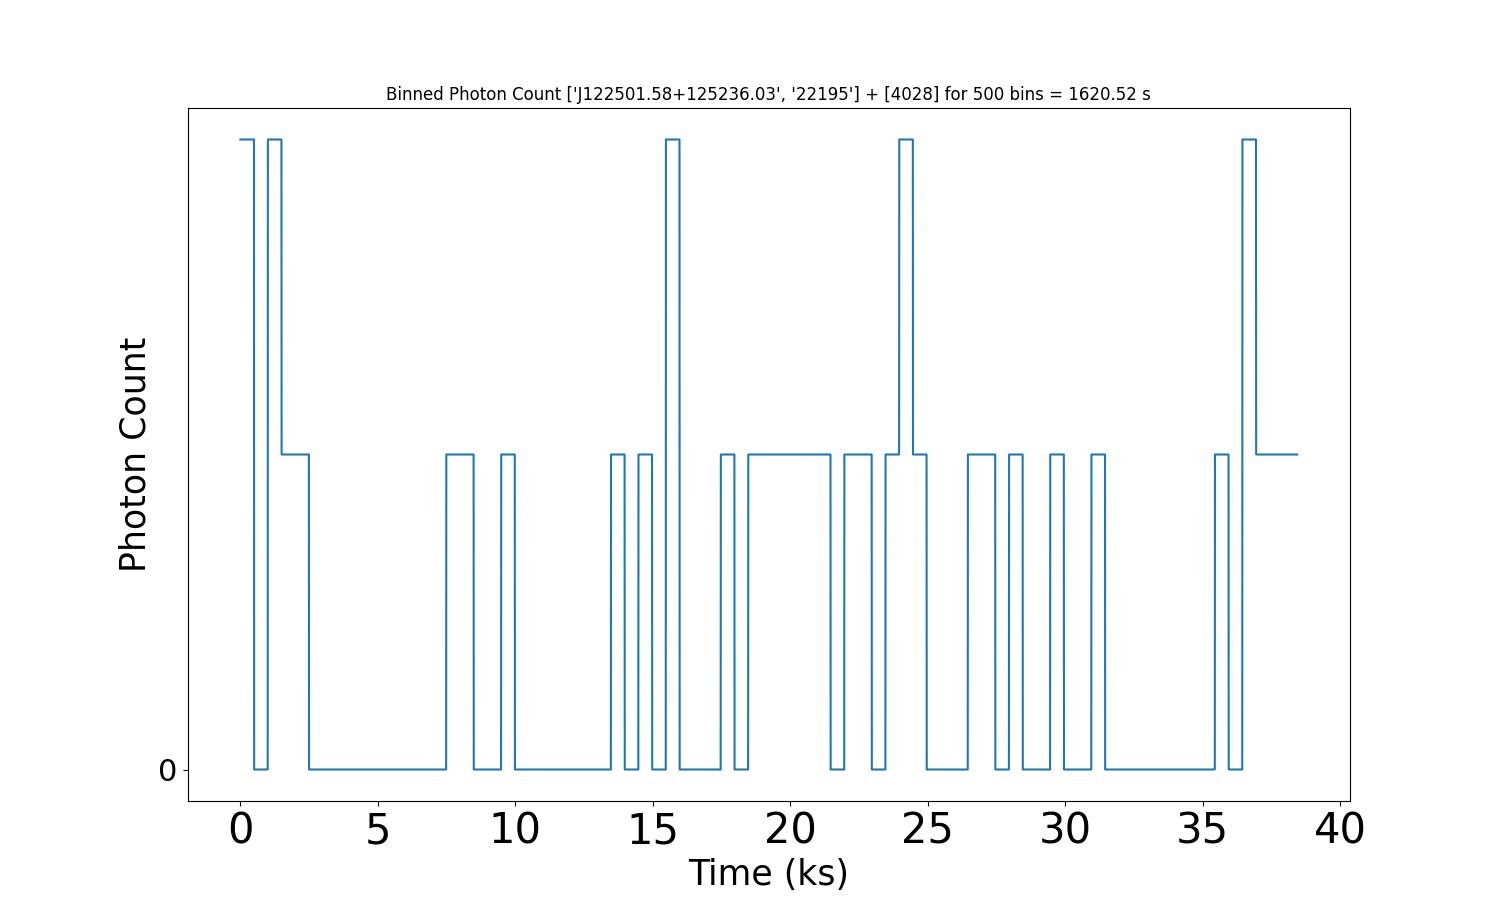 Binned Photon Count ['J122501.58+125236.03', '22195'] + [4028] for 500 bins = 1620.52 s
Photon Count
0
0 5 10 15 20 25 30 35 40
Time (ks)